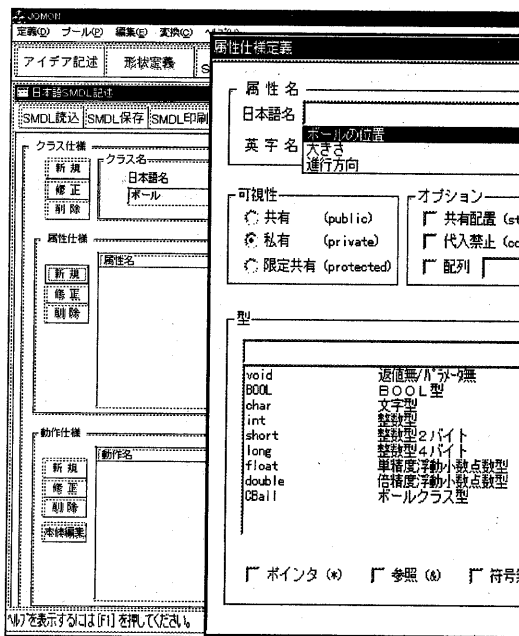 JOMON
定義(D) プール(P) 編集(E) 変換(C)
アイデア記述 形状定義
日本語SMDL記述
SMDL読込 SMDL保存 SMDL印刷
クラス仕様
新 規
修 正
削 除
クラス名
日本語名
ボール
属性仕様
新 規
修 正
削 除
属性名
動作仕様
新 規
修 正
削 除
本体編集
動作名
ヘルプを表示するには [F1] を押してください。
属性仕様定義
属 性 名
日本語名
英 字 名
ボールの位置
大きさ
進行方向
可視性
共有 (public)
私有 (private)
限定共有 (protected)
オプション
共有配置 (st
代入禁止 (co
配列
型
void 返値無/パラメータ無
BOOL BOOL型
char 文字型
int 整数型
short 整数型2バイト
long 整数型4バイト
float 単精度浮動小数点数型
double 倍精度浮動小数点数型
CBall ボールクラス型
ポインタ (*) 参照 (&) 符号無